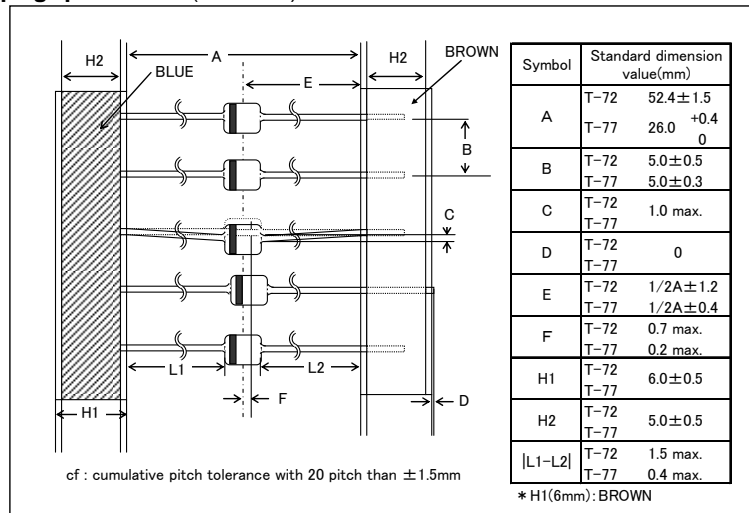 H2
A
H2
BROWN
BLUE
E
B
C
L1
L2
F
D
H1
cf : cumulative pitch tolerance with 20 pitch than ±1.5mm
Symbol Standard dimension value(mm)
A T-72 52.4±1.5
T-77 26.0 +0.4 0
B T-72 5.0±0.5
T-77 5.0±0.3
C T-72 1.0 max.
T-77
D T-72 0
T-77
E T-72 1/2A±1.2
T-77 1/2A±0.4
F T-72 0.7 max.
T-77 0.2 max.
H1 T-72 6.0±0.5
T-77
H2 T-72 5.0±0.5
T-77
|L1-L2| T-72 1.5 max.
T-77 0.4 max.
* H1(6mm): BROWN